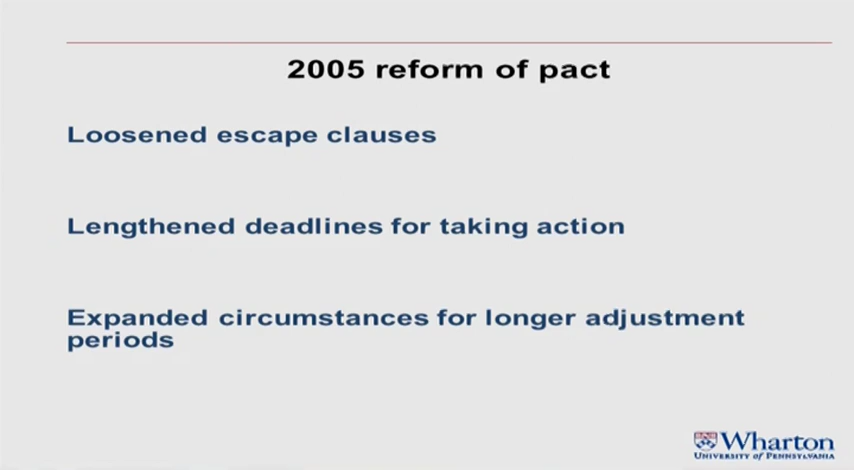 2005 reform of pact
Loosened escape clauses
Lengthened deadlines for taking action
Expanded circumstances for longer adjustment
periods
Wharton
UNIVERSITY of PENNSYLVANIA